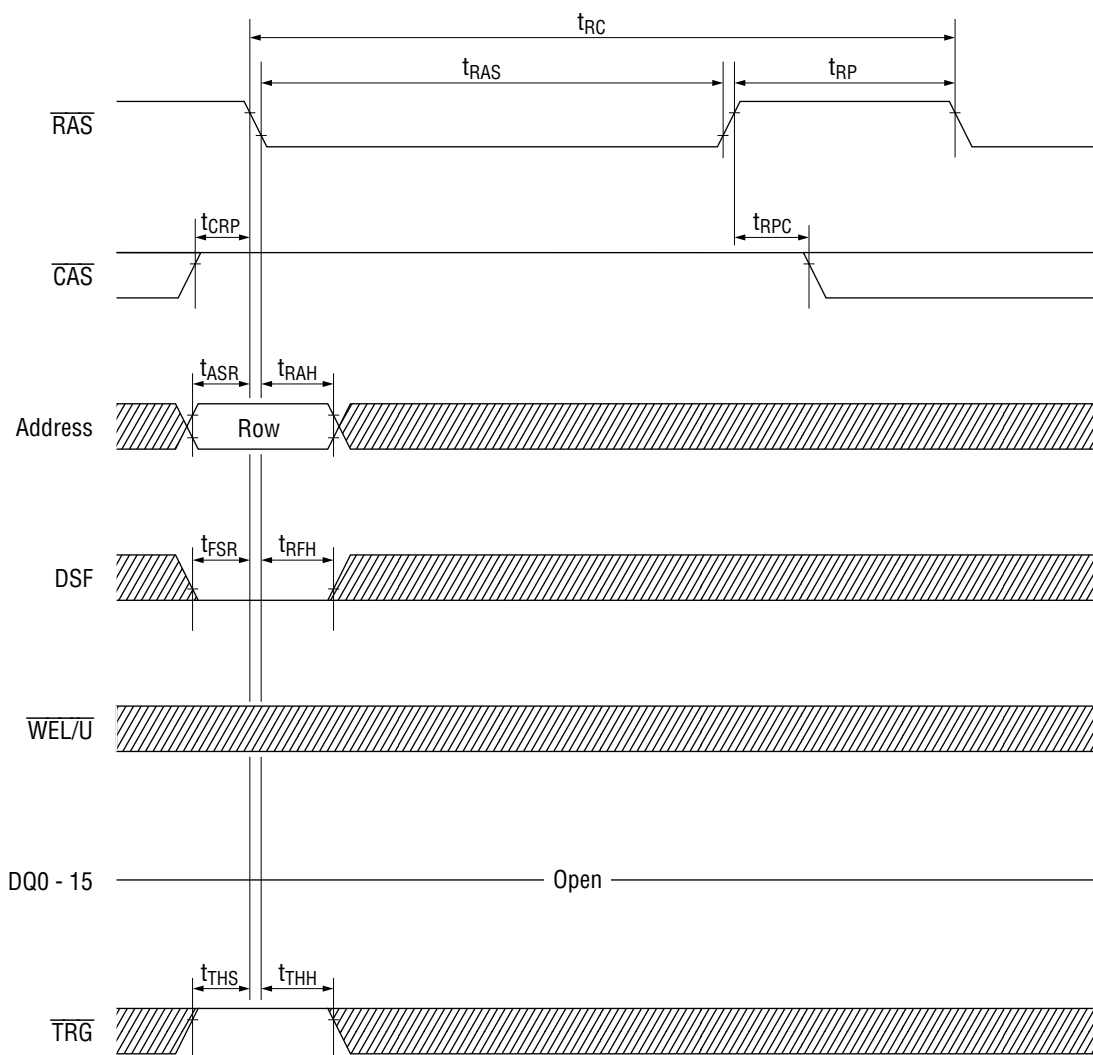 tRC
tRAS tRP
RAS
tCRP tRPC
CAS
tASR tRAH
Address Row
tFSR tRFH
DSF
WEL/U
DQ0 - 15 Open
tTHS tTHH
TRG